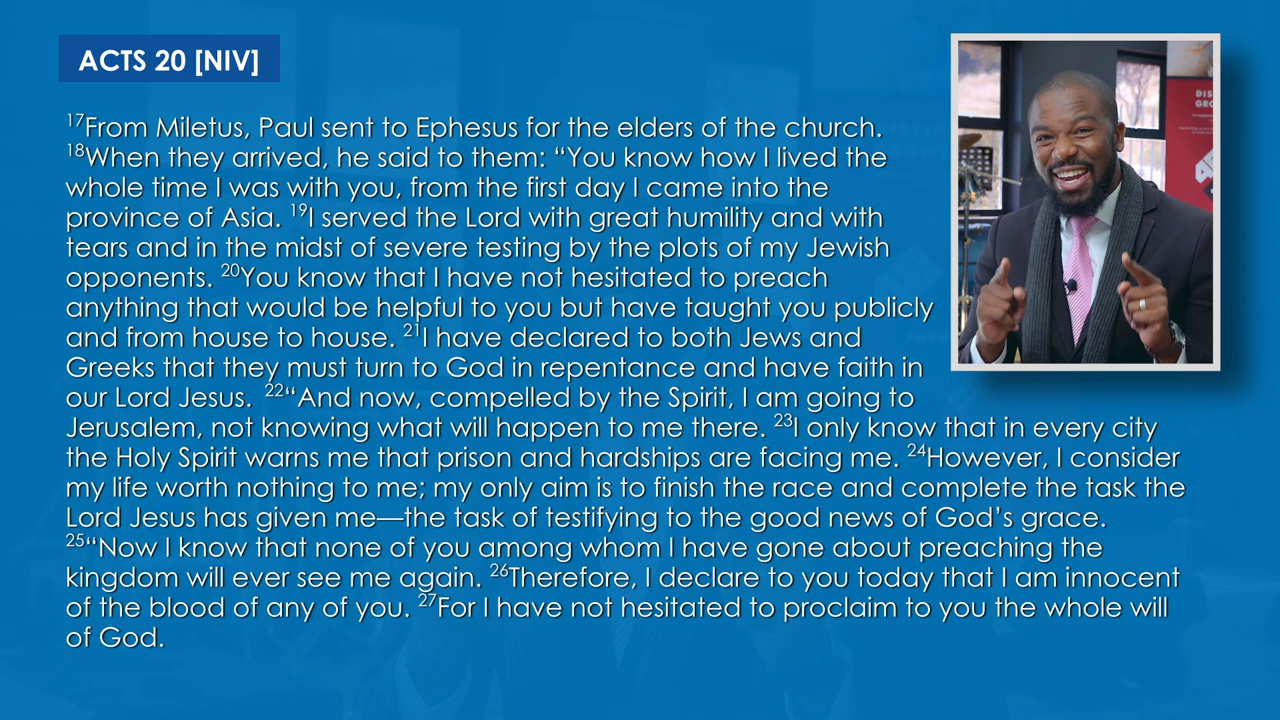 ACTS 20 [NIV]
17From Miletus, Paul sent to Ephesus for the elders of the church.
18When they arrived, he said to them: “You know how I lived the
whole time I was with you, from the first day I came into the
province of Asia. 19I served the Lord with great humility and with
tears and in the midst of severe testing by the plots of my Jewish
opponents. 20You know that I have not hesitated to preach
anything that would be helpful to you but have taught you publicly
and from house to house. 21I have declared to both Jews and
Greeks that they must turn to God in repentance and have faith in
our Lord Jesus. 22“And now, compelled by the Spirit, I am going to
Jerusalem, not knowing what will happen to me there. 23I only know that in every city
the Holy Spirit warns me that prison and hardships are facing me. 24However, I consider
my life worth nothing to me; my only aim is to finish the race and complete the task the
Lord Jesus has given me—the task of testifying to the good news of God’s grace.
25“Now I know that none of you among whom I have gone about preaching the
kingdom will ever see me again. 26Therefore, I declare to you today that I am innocent
of the blood of any of you. 27For I have not hesitated to proclaim to you the whole will
of God.
DIS
GRO